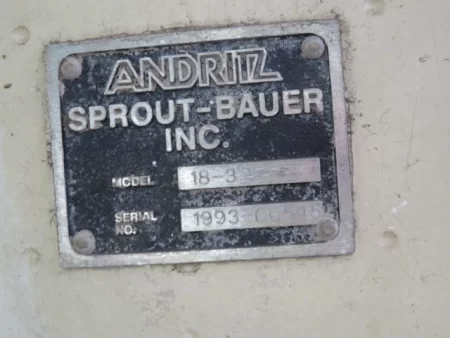 ANDRITZ
SPROUT-BAUER
INC.
MODEL
SERIAL
NO.